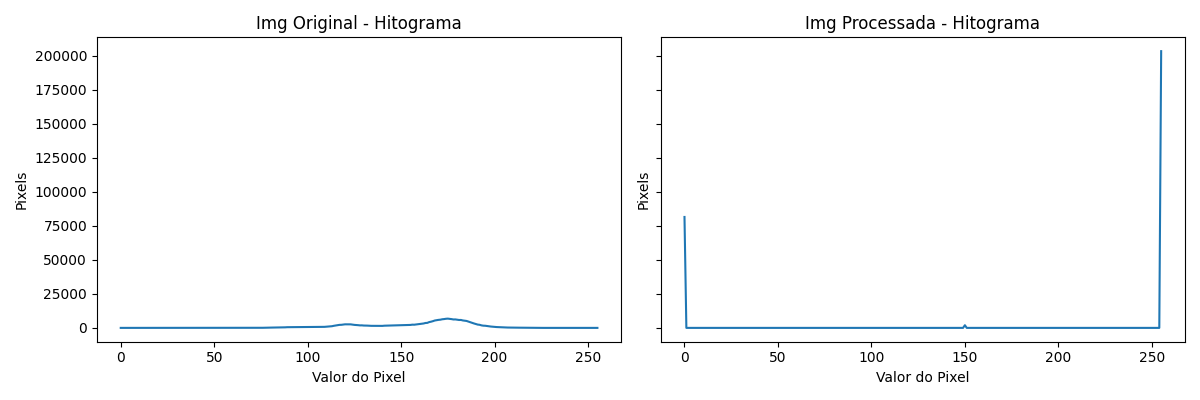 Img Original - Hitograma
200000
175000
150000
125000
100000
75000
50000
25000
0
Pixels
0 50 100 150 200 250
Valor do Pixel
Img Processada - Hitograma
Pixels
0 50 100 150 200 250
Valor do Pixel